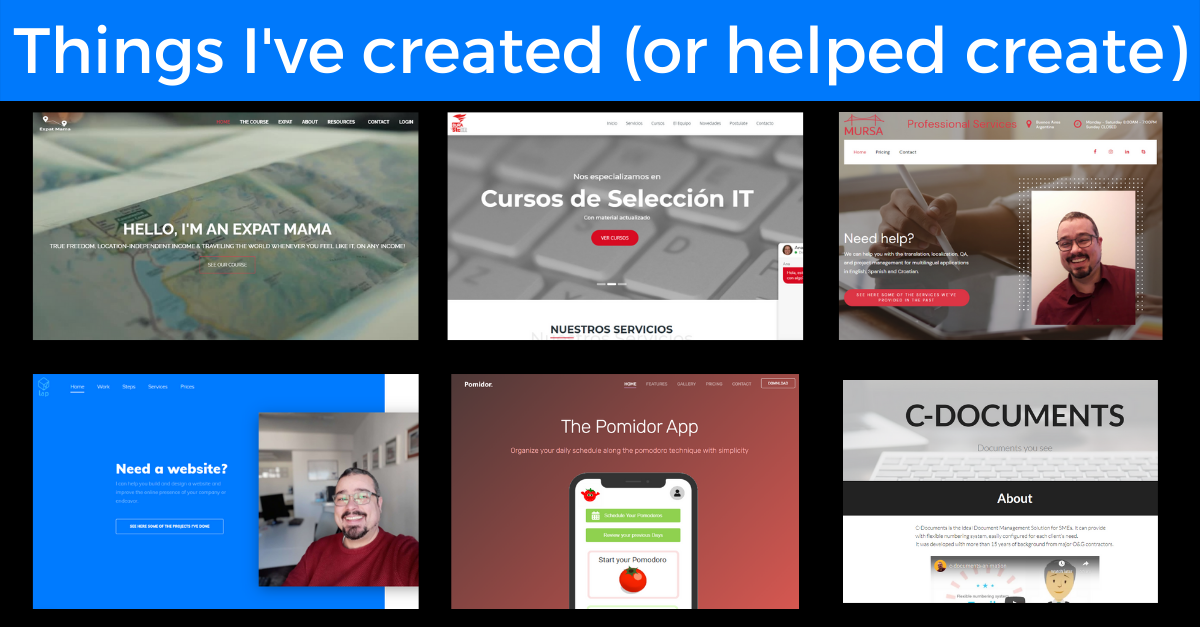 Things I've created (or helped create)
Expat Mama
HOME THE COURSE EXPAT ABOUT RESOURCES CONTACT LOGIN
HELLO, I'M AN EXPAT MAMA
TRUE FREEDOM. LOCATION-INDEPENDENT INCOME & TRAVELING THE WORLD WHENEVER YOU FEEL LIKE IT, ON ANY INCOME!
SEE OUR COURSE
Inicio Servicios Cursos El Equipo Novedades Postulate Contacto
Nos especializamos en
Cursos de Selección IT
Con material actualizado
VER CURSOS
Ana
Hola, 
con algo
NUESTROS SERVICIOS
Nuestros Servicios
MURSA
Professional Services
Buenos Aires
Argentina
Monday - Saturday 8:00AM - 7:00PM
Sunday CLOSED
Home Pricing Contact
Need help?
We can help you with the translation, localization, QA,
and project management for multilingual applications
in English, Spanish and Croatian.
SEE HERE SOME OF THE SERVICES WE'VE
PROVIDED IN THE PAST
Leo
Home Work Steps Services Prices
Need a website?
I can help you build and design a website and
improve the online presence of your company or
endeavor.
SEE HERE SOME OF THE PROJECTS I'VE DONE
Pomidor.
HOME FEATURES GALLERY PRICING CONTACT DOWNLOAD
The Pomidor App
Organize your daily schedule along the pomodoro technique with simplicity
Schedule Your Pomodoros
Review your previous Days
Start your Pomodoro
C-DOCUMENTS
Documents you see
About
C-Documents is the ideal Document Management Solution for SMEs. It can provide
with flexible numbering system, easily configured for each client's need.
It was developed with more than 15 years of background from major O&G contractors.
Flexible numbering system